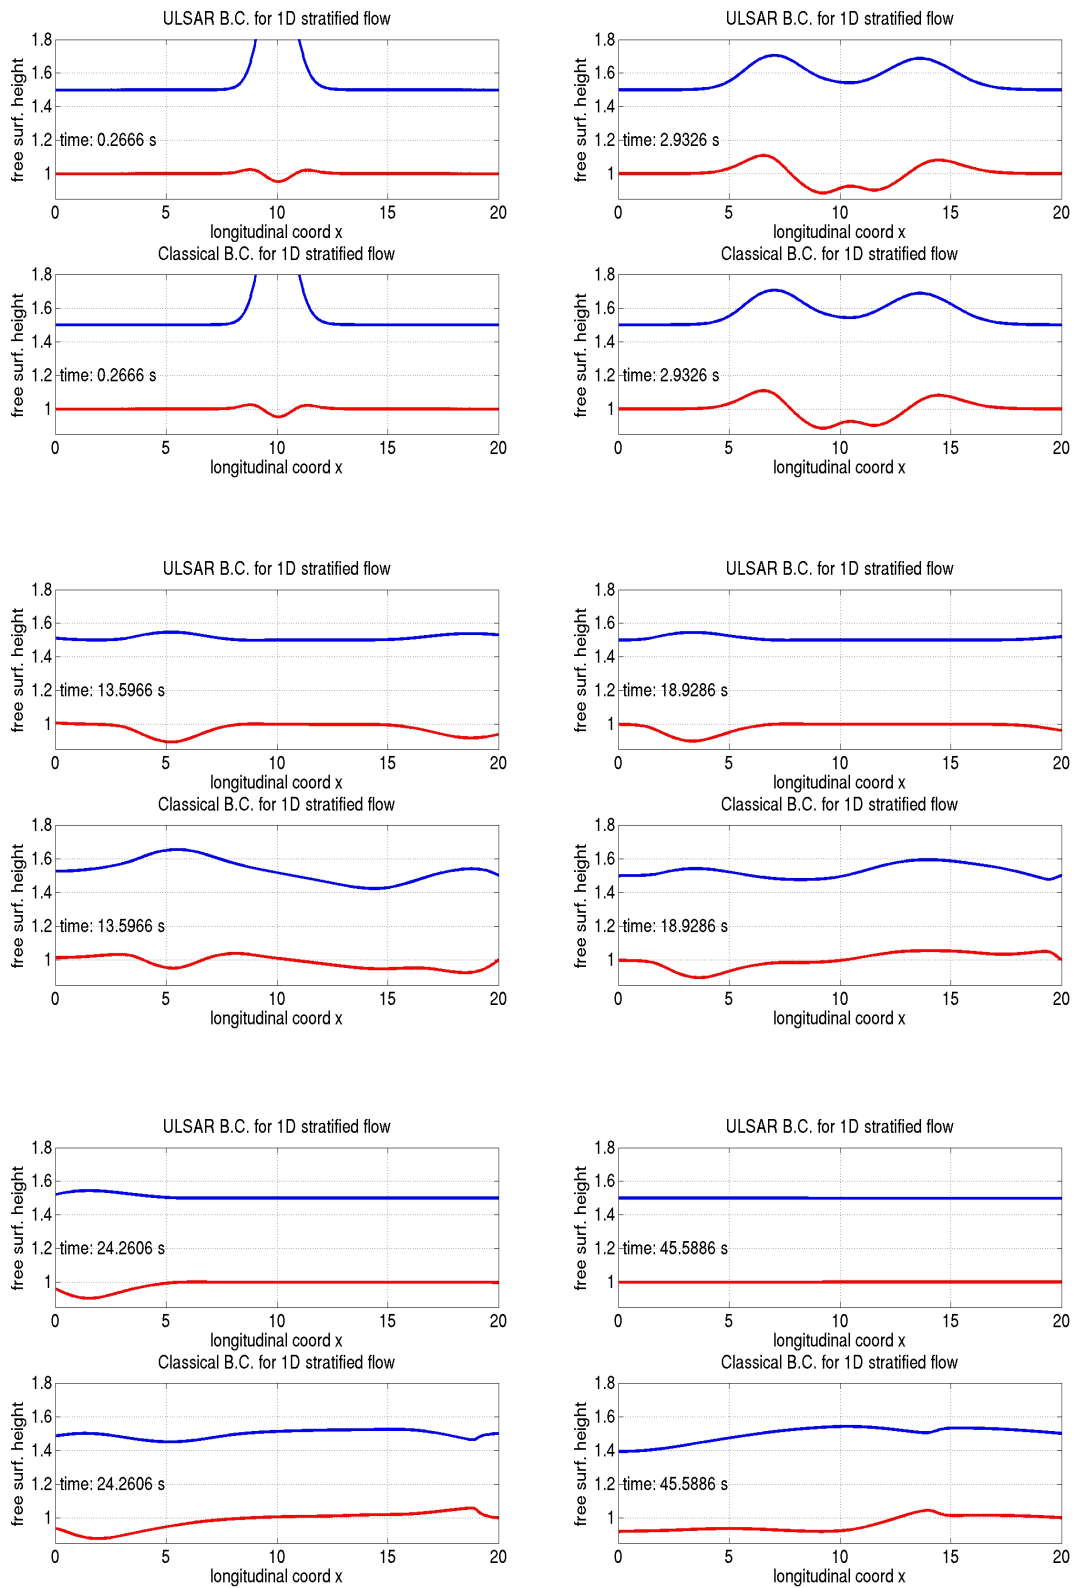 ULSAR B.C. for 1D stratified flow
1.8
1.6
1.4
1.2
1
free surf. height
time: 0.2666 s
0 5 10 15 20
longitudinal coord x
Classical B.C. for 1D stratified flow
1.8
1.6
1.4
1.2
1
free surf. height
time: 0.2666 s
0 5 10 15 20
longitudinal coord x
ULSAR B.C. for 1D stratified flow
1.8
1.6
1.4
1.2
1
free surf. height
time: 2.9326 s
0 5 10 15 20
longitudinal coord x
Classical B.C. for 1D stratified flow
1.8
1.6
1.4
1.2
1
free surf. height
time: 2.9326 s
0 5 10 15 20
longitudinal coord x
ULSAR B.C. for 1D stratified flow
1.8
1.6
1.4
1.2
1
free surf. height
time: 13.5966 s
0 5 10 15 20
longitudinal coord x
Classical B.C. for 1D stratified flow
1.8
1.6
1.4
1.2
1
free surf. height
time: 13.5966 s
0 5 10 15 20
longitudinal coord x
ULSAR B.C. for 1D stratified flow
1.8
1.6
1.4
1.2
1
free surf. height
time: 18.9286 s
0 5 10 15 20
longitudinal coord x
Classical B.C. for 1D stratified flow
1.8
1.6
1.4
1.2
1
free surf. height
time: 18.9286 s
0 5 10 15 20
longitudinal coord x
ULSAR B.C. for 1D stratified flow
1.8
1.6
1.4
1.2
1
free surf. height
time: 24.2606 s
0 5 10 15 20
longitudinal coord x
Classical B.C. for 1D stratified flow
1.8
1.6
1.4
1.2
1
free surf. height
time: 24.2606 s
0 5 10 15 20
longitudinal coord x
ULSAR B.C. for 1D stratified flow
1.8
1.6
1.4
1.2
1
free surf. height
time: 45.5886 s
0 5 10 15 20
longitudinal coord x
Classical B.C. for 1D stratified flow
1.8
1.6
1.4
1.2
1
free surf. height
time: 45.5886 s
0 5 10 15 20
longitudinal coord x